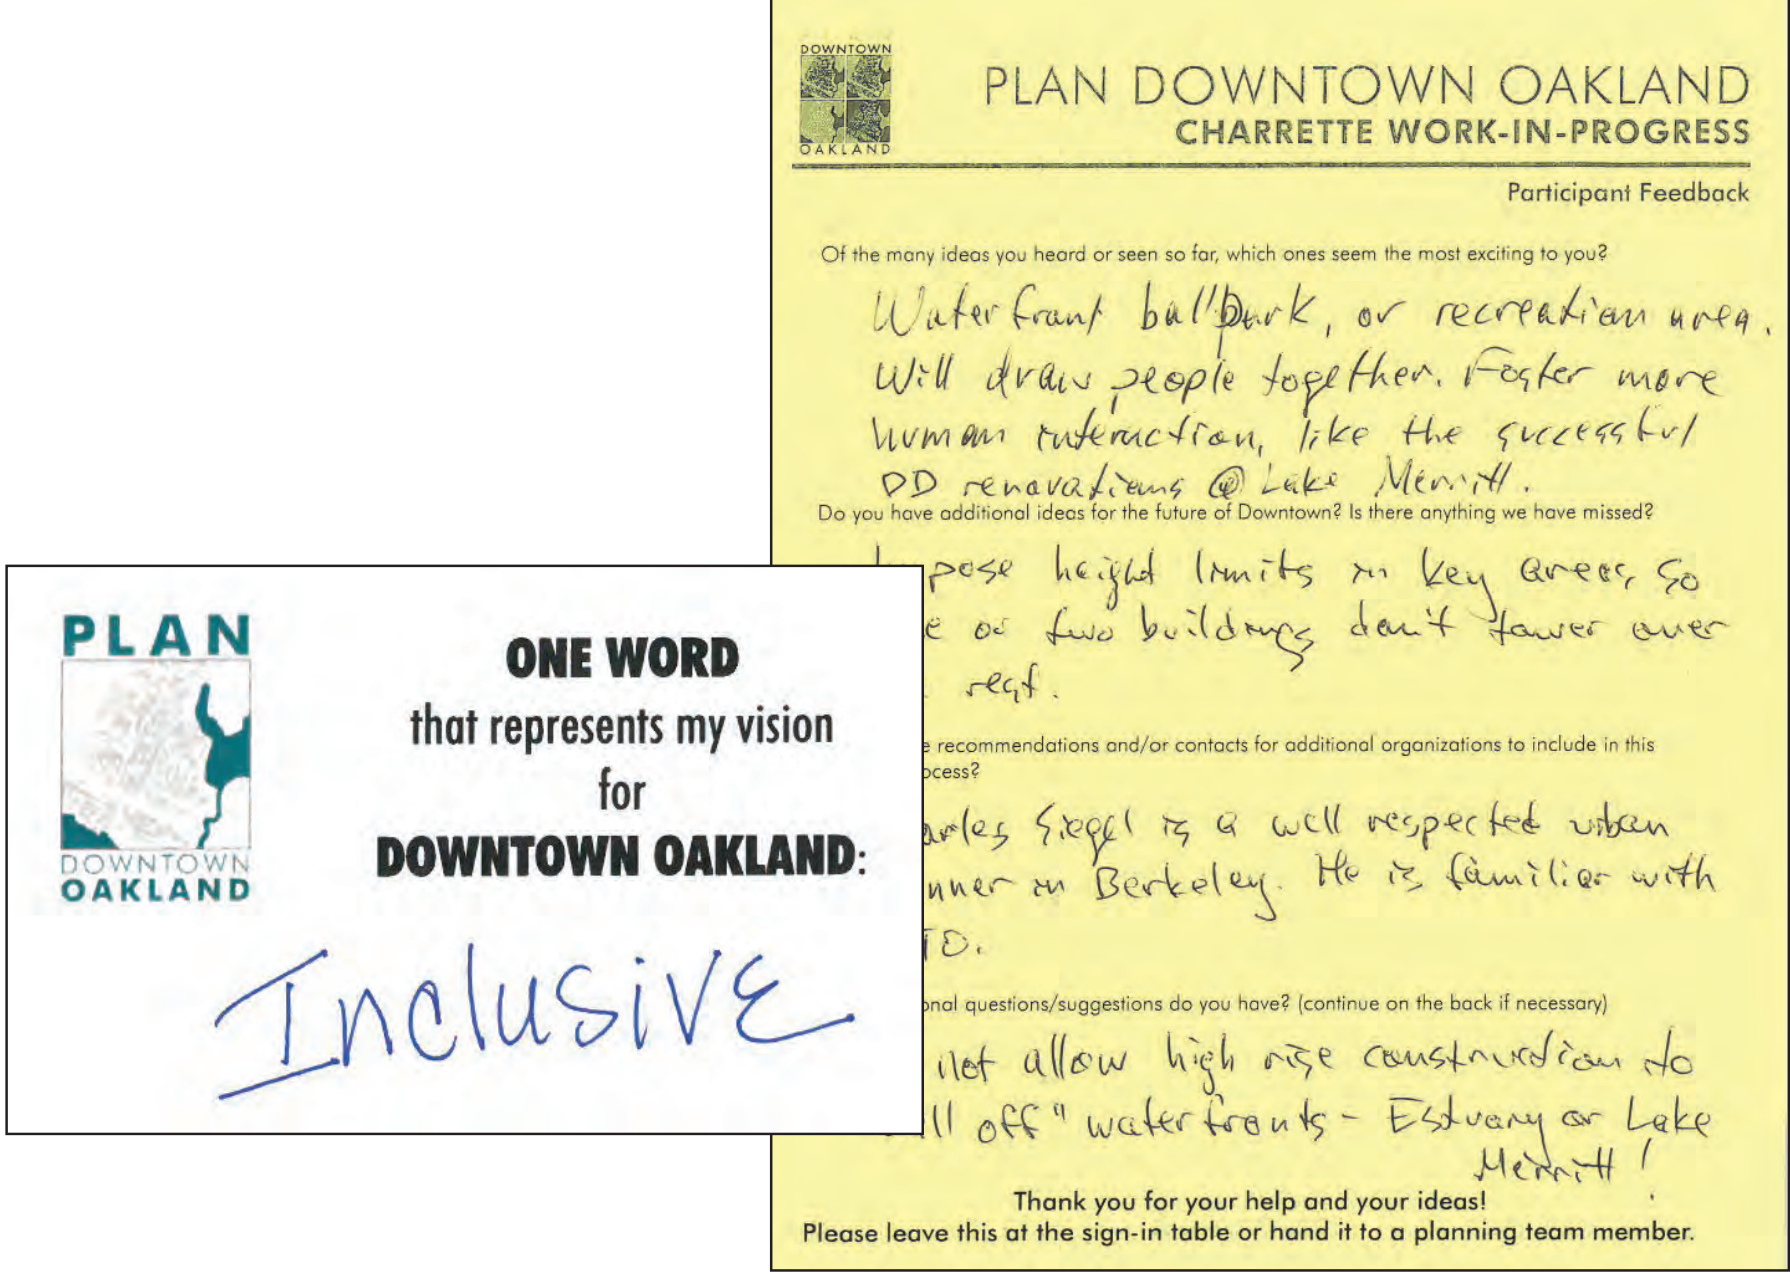 DOWNTOWN
OAKLAND
PLAN DOWNTOWN OAKLAND
CHARRETTE WORK-IN-PROGRESS
Participant Feedback
Of the many ideas you heard or seen so far, which ones seem the most exciting to you?
Waterfront ballpark, or recreation area.
Will draw people together. Foster more
human interaction, like the successful
DD renovations @ Lake Merritt.
Do you have additional ideas for the future of Downtown? Is there anything we have missed?
pose height limits in key areas, so
e or two buildings don't tower over
rest.
e recommendations and/or contacts for additional organizations to include in this
ocess?
arles Siegel is a well respected urban
nner in Berkeley. He is familiar with
TD.
onal questions/suggestions do you have? (continue on the back if necessary)
not allow high rise construction to
ll off" waterfronts - Estuary or Lake
Merritt!
Thank you for your help and your ideas!
Please leave this at the sign-in table or hand it to a planning team member.
PLAN
DOWNTOWN
OAKLAND
ONE WORD
that represents my vision
for
DOWNTOWN OAKLAND:
Inclusive